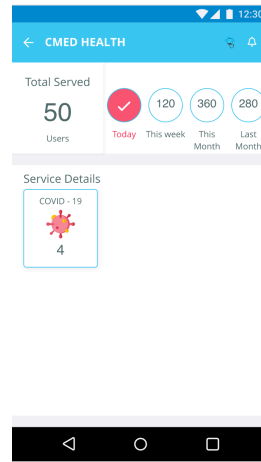 12:30
CMED HEALTH
Total Served
50
Users
Today
120
This week
360
This
Month
280
Last
Month
Service Details
COVID - 19
4